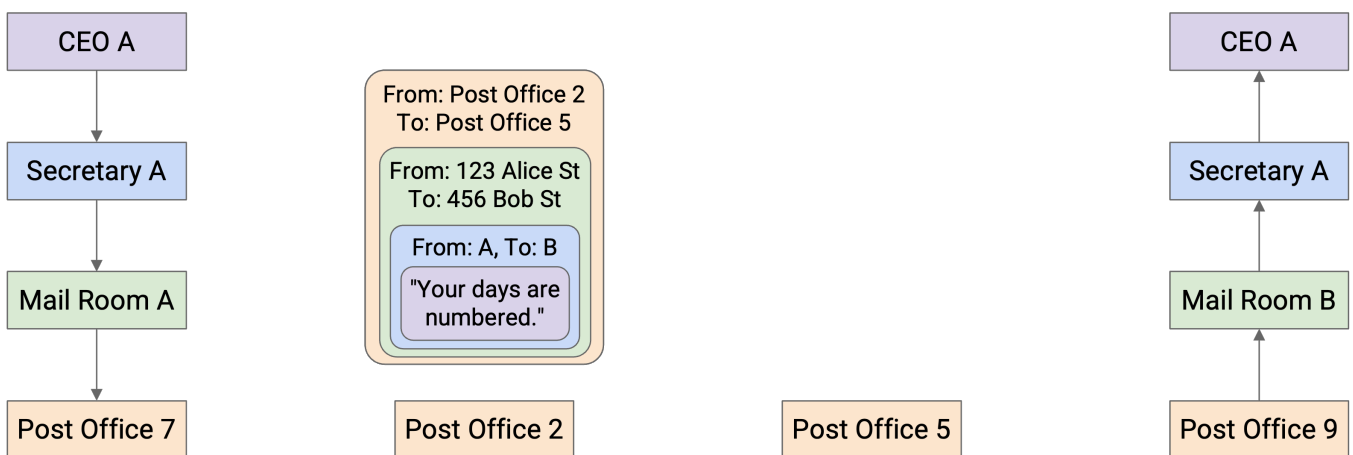 CEO A
Secretary A
Mail Room A
Post Office 7
From: Post Office 2
To: Post Office 5
From: 123 Alice St
To: 456 Bob St
From: A, To: B
"Your days are
numbered."
Post Office 2
Post Office 5
CEO A
Secretary A
Mail Room B
Post Office 9